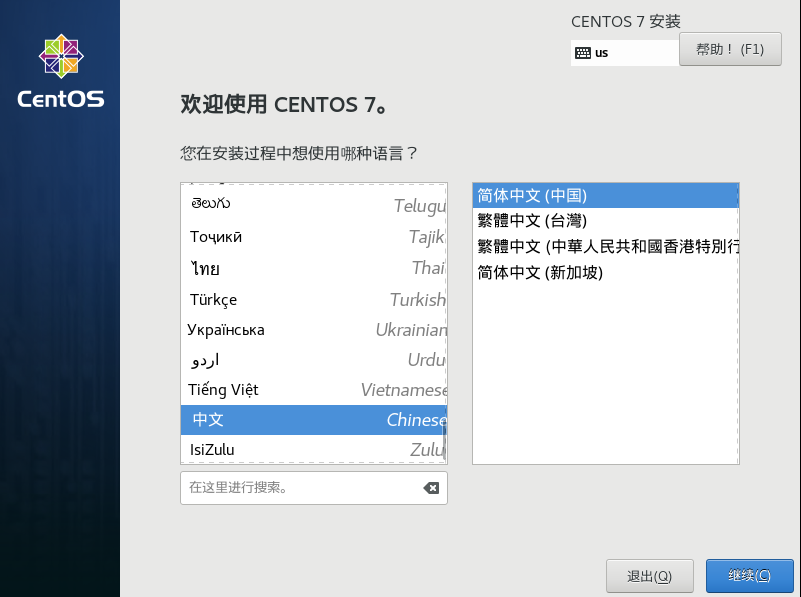 CENTOS 7 安装
us
帮助！ (F1)
CentOS
欢迎使用 CENTOS 7。
您在安装过程中想使用哪种语言？
తెలుగు Telugu
Тоҷикӣ Tajik
ไทย Thai
Türkçe Turkish
Українська Ukrainian
اردو Urdu
Tiếng Việt Vietnamese
中文 Chinese
IsiZulu Zulu
简体中文 (中国)
繁體中文 (台灣)
繁體中文 (中華人民共和國香港特別行
简体中文 (新加坡)
在这里进行搜索。
退出(Q)
继续(C)